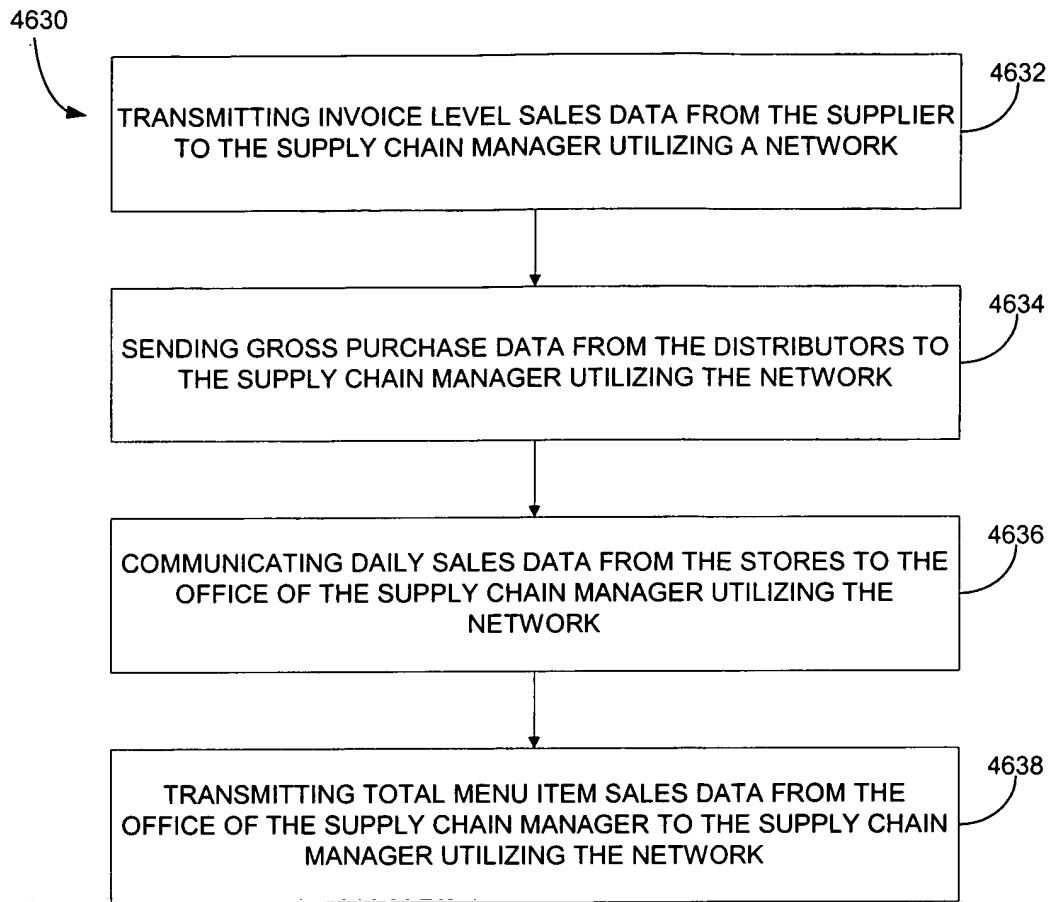 4630
4632
TRANSMITTING INVOICE LEVEL SALES DATA FROM THE SUPPLIER
TO THE SUPPLY CHAIN MANAGER UTILIZING A NETWORK
4634
SENDING GROSS PURCHASE DATA FROM THE DISTRIBUTORS TO
THE SUPPLY CHAIN MANAGER UTILIZING THE NETWORK
4636
COMMUNICATING DAILY SALES DATA FROM THE STORES TO THE
OFFICE OF THE SUPPLY CHAIN MANAGER UTILIZING THE
NETWORK
4638
TRANSMITTING TOTAL MENU ITEM SALES DATA FROM THE
OFFICE OF THE SUPPLY CHAIN MANAGER TO THE SUPPLY CHAIN
MANAGER UTILIZING THE NETWORK